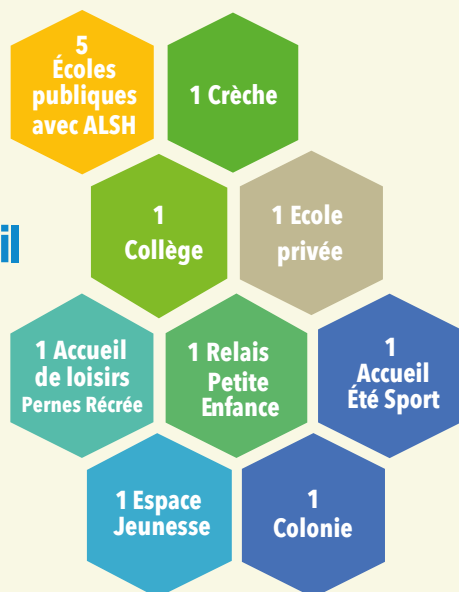 5
Écoles
publiques
avec ALSH
1 Crèche
1
Collège
1 Ecole
privée
il
1 Accueil
de loisirs
Pernes Récrée
1 Relais
Petite
Enfance
1
Accueil
Été Sport
1 Espace
Jeunesse
1
Colonie